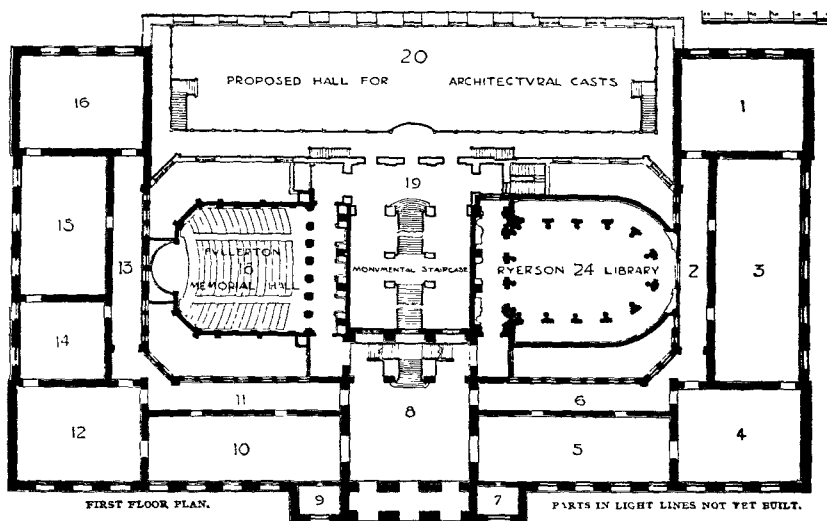 20
PROPOSED HALL FOR ARCHITECTVRAL CASTS
16
1
19
15
13
FVLLERTON
MEMORIAL HALL
MONVMENTAL STAIRCASE
RYERSON 24 LIBRARY
2
3
14
11
6
8
12
10
5
4
9
7
FIRST FLOOR PLAN.
PARTS IN LIGHT LINES NOT YET BUILT.